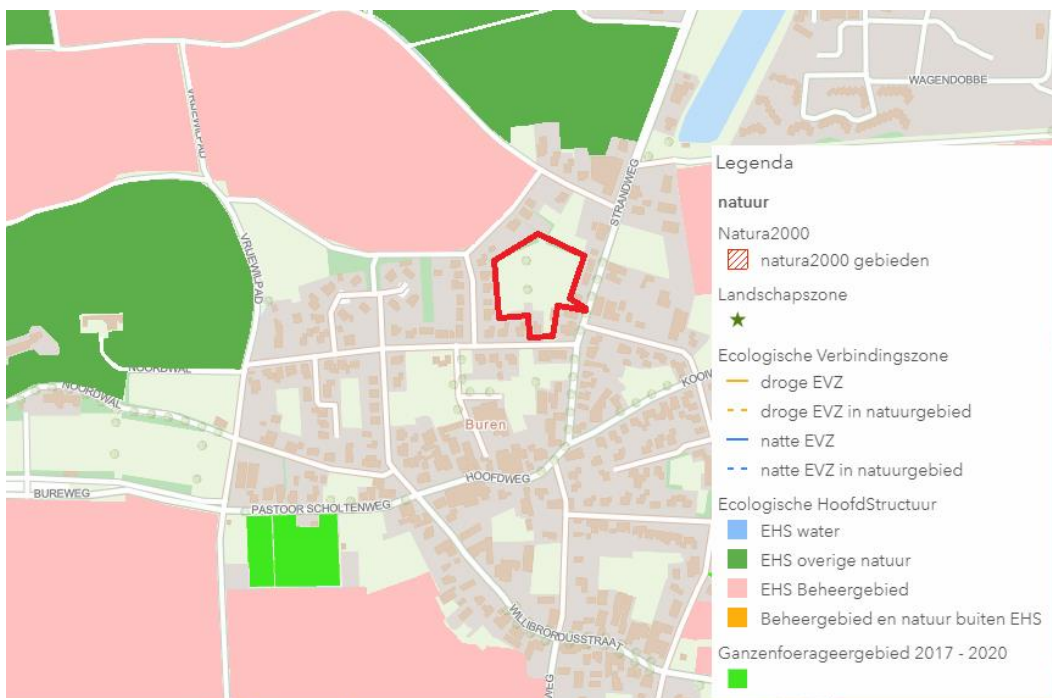 WAGENDOBBE
VRIJEWILPAD
STRANDWEG
VRIJEWILPAD
NOORDWAL
NOORDWAL
Buren
HOOFDWEG
BUREWEG
PASTOOR SCHOLTENWEG
WILLIBRORDUSSTRAAT
Legenda
natuur
Natura2000
natura2000 gebieden
Landschapszone
Ecologische Verbindingszone
droge EVZ
droge EVZ in natuurgebied
natte EVZ
natte EVZ in natuurgebied
Ecologische HoofdStructuur
EHS water
EHS overige natuur
EHS Beheergebied
Beheergebied en natuur buiten EHS
Ganzenfoerageergebied 2017 - 2020